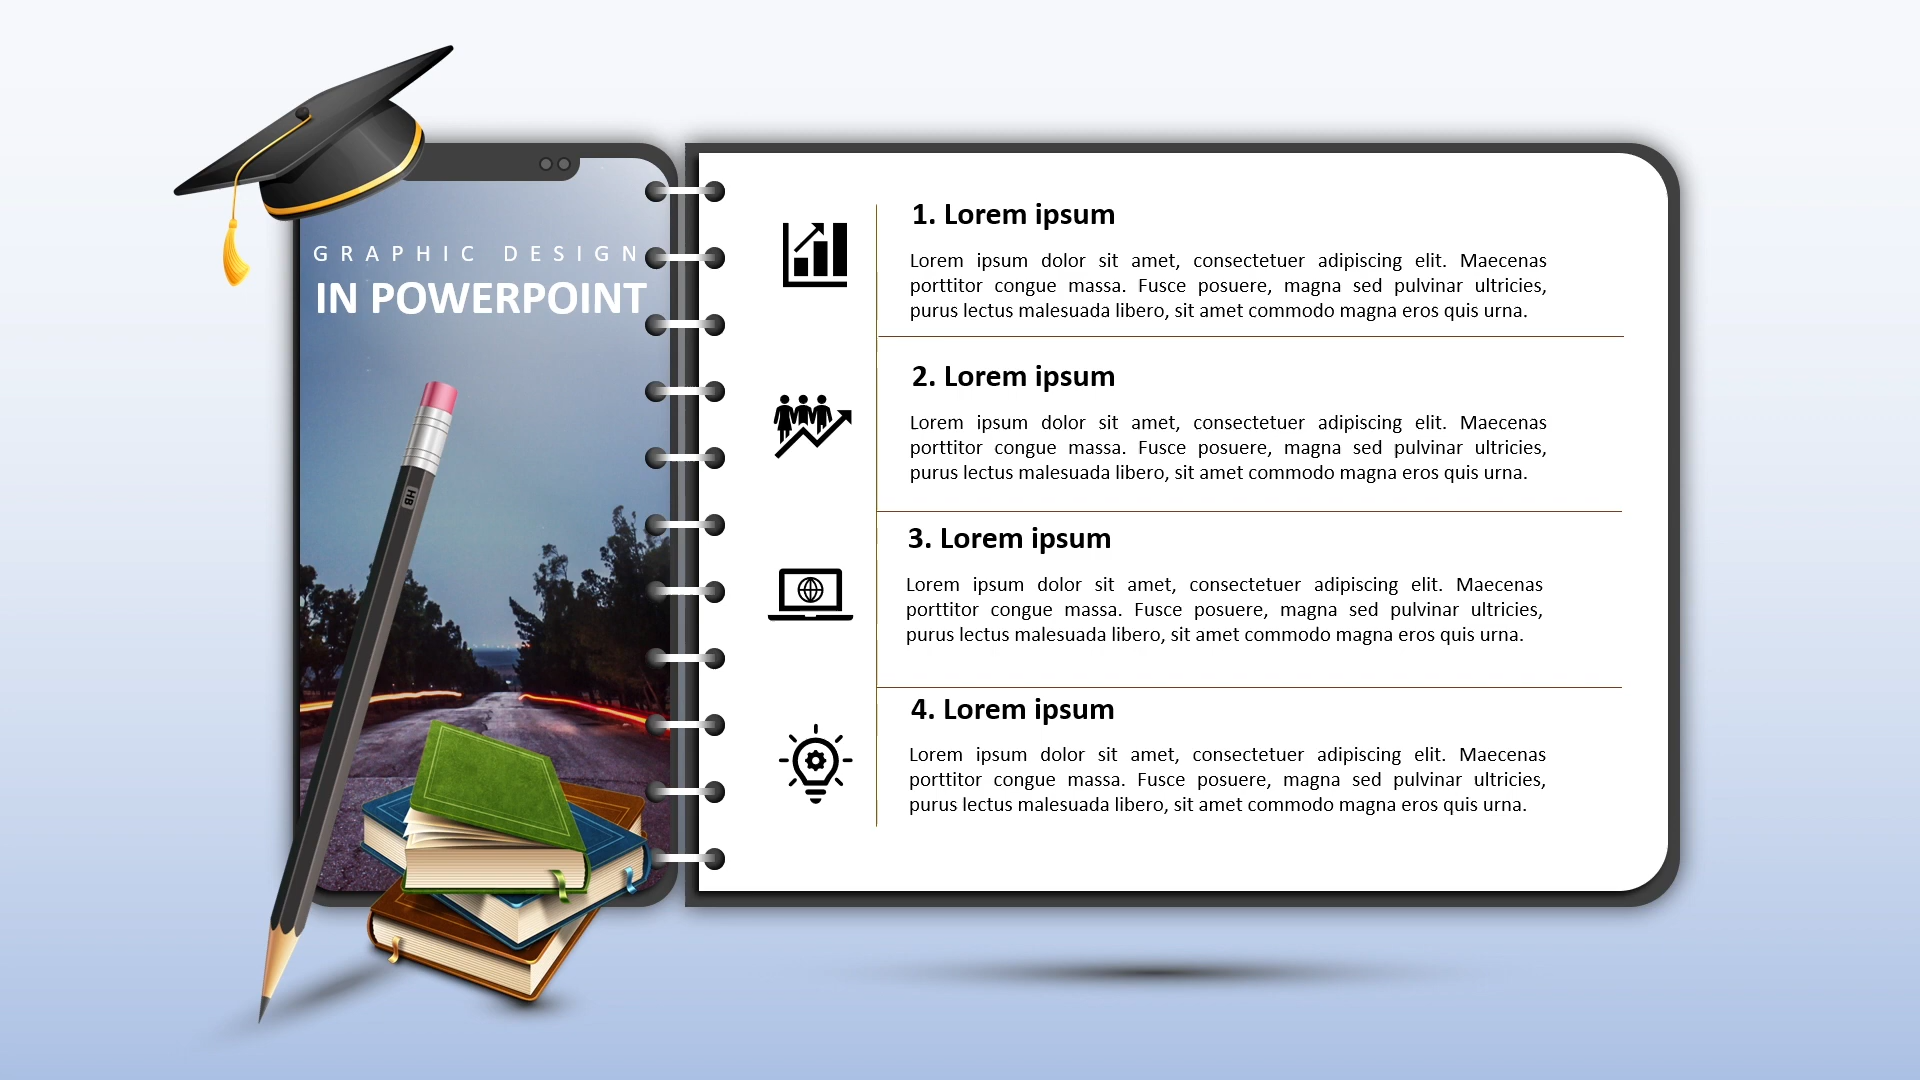 GRAPHIC DESIGN
IN POWERPOINT
HB
1. Lorem ipsum
Lorem ipsum dolor sit amet, consectetuer adipiscing elit. Maecenas
porttitor congue massa. Fusce posuere, magna sed pulvinar ultricies,
purus lectus malesuada libero, sit amet commodo magna eros quis urna.
2. Lorem ipsum
Lorem ipsum dolor sit amet, consectetuer adipiscing elit. Maecenas
porttitor congue massa. Fusce posuere, magna sed pulvinar ultricies,
purus lectus malesuada libero, sit amet commodo magna eros quis urna.
3. Lorem ipsum
Lorem ipsum dolor sit amet, consectetuer adipiscing elit. Maecenas
porttitor congue massa. Fusce posuere, magna sed pulvinar ultricies,
purus lectus malesuada libero, sit amet commodo magna eros quis urna.
4. Lorem ipsum
Lorem ipsum dolor sit amet, consectetuer adipiscing elit. Maecenas
porttitor congue massa. Fusce posuere, magna sed pulvinar ultricies,
purus lectus malesuada libero, sit amet commodo magna eros quis urna.